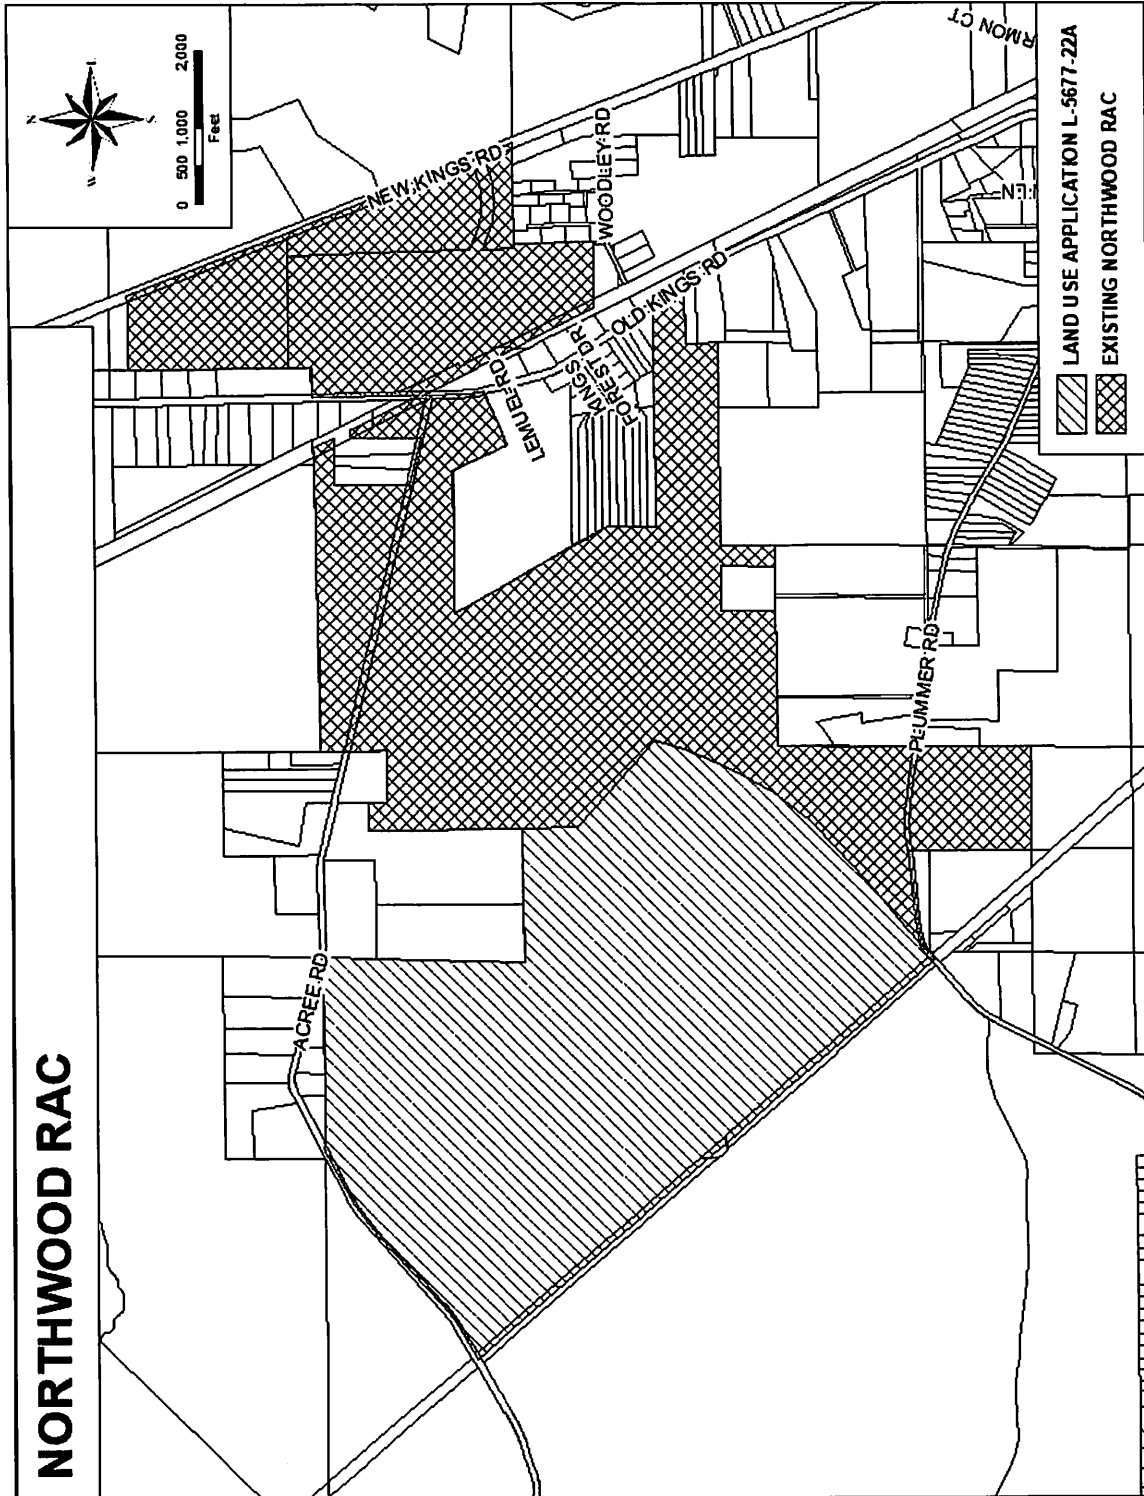 NORTHWOOD RAC
N
W
E
S
0 500 1,000 2,000
Feet
NEW KINGS RD
WOODLEY RD
RMON CT
ACREE RD
LEMUEL RD
KINGS DR
FOREST
OLD KINGS RD
PLUMMER RD
LAND USE APPLICATION L-5677-22A
EXISTING NORTHWOOD RAC